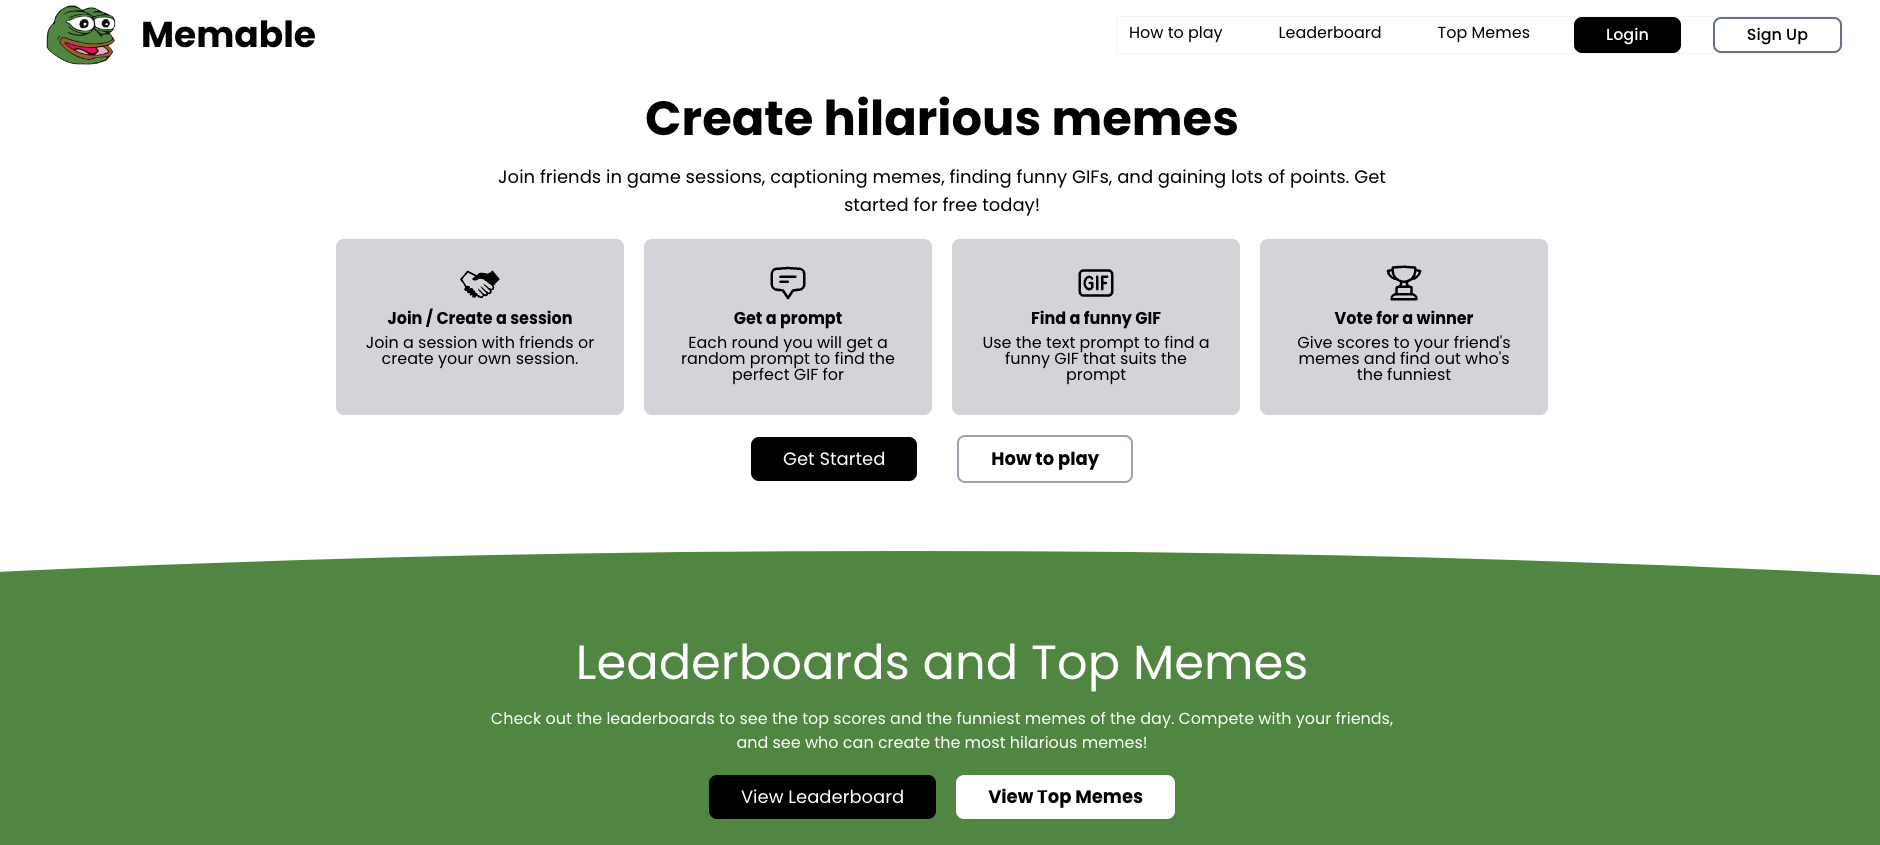 Memable
How to play
Leaderboard
Top Memes
Login
Sign Up
Create hilarious memes
Join friends in game sessions, captioning memes, finding funny GIFs, and gaining lots of points. Get
started for free today!
Join / Create a session
Join a session with friends or
create your own session.
Get a prompt
Each round you will get a
random prompt to find the
perfect GIF for
GIF
Find a funny GIF
Use the text prompt to find a
funny GIF that suits the
prompt
Vote for a winner
Give scores to your friend's
memes and find out who's
the funniest
Get Started
How to play
Leaderboards and Top Memes
Check out the leaderboards to see the top scores and the funniest memes of the day. Compete with your friends,
and see who can create the most hilarious memes!
View Leaderboard
View Top Memes